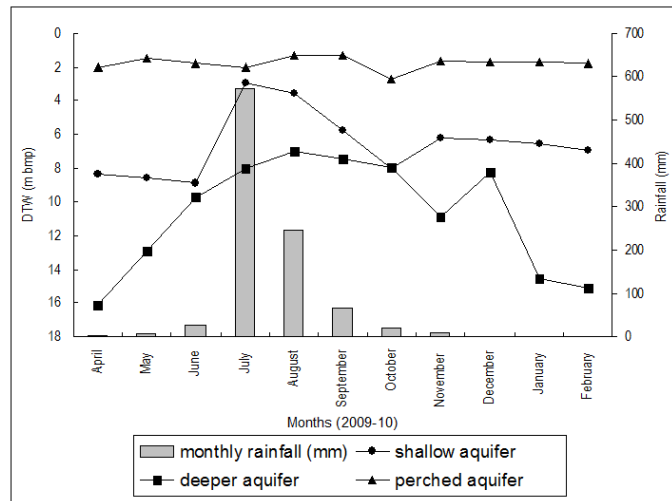 0
2
4
6
8
10
12
14
16
18
DTW (m bmp)
700
600
500
400
300
200
100
0
Rainfall (mm)
April
May
June
July
August
September
October
November
December
January
February
Months (2009-10)
monthly rainfall (mm)
shallow aquifer
deeper aquifer
perched aquifer